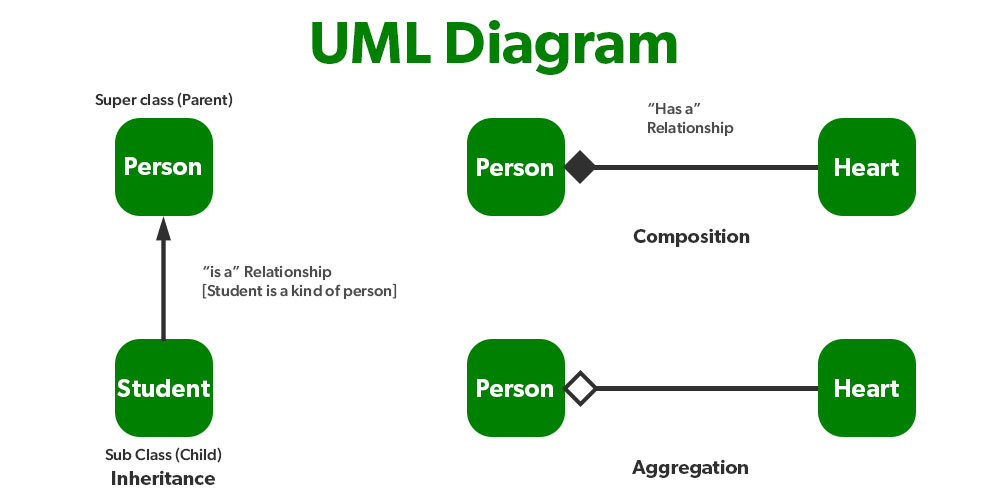 UML Diagram
Super class (Parent)
Person
“is a” Relationship
[Student is a kind of person]
Student
Sub Class (Child)
Inheritance
“Has a”
Relationship
Person
Heart
Composition
Person
Heart
Aggregation